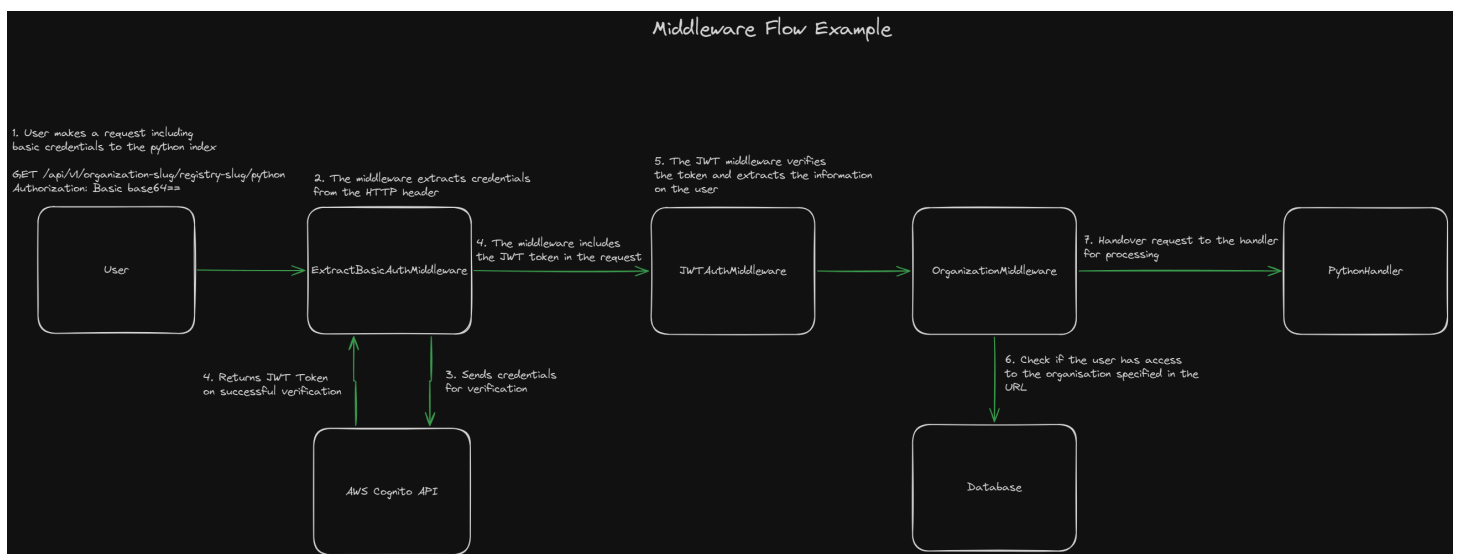 Middleware Flow Example
1. User makes a request including
basic credentials to the python index
GET /api/v1/organization-slug/registry-slug/python
Authorization: Basic base64==
2. The middleware extracts credentials
from the HTTP header
5. The JWT middleware verifies
the token and extracts the information
on the user
4. The middleware includes
the JWT token in the request
7. Handover request to the handler
for processing
User
ExtractBasicAuthMiddleware
JWTAuthMiddleware
OrganizationMiddleware
PythonHandler
4. Returns JWT Token
on successful verification
3. Sends credentials
for verification
6. Check if the user has access
to the organisation specified in the
URL
AWS Cognito API
Database